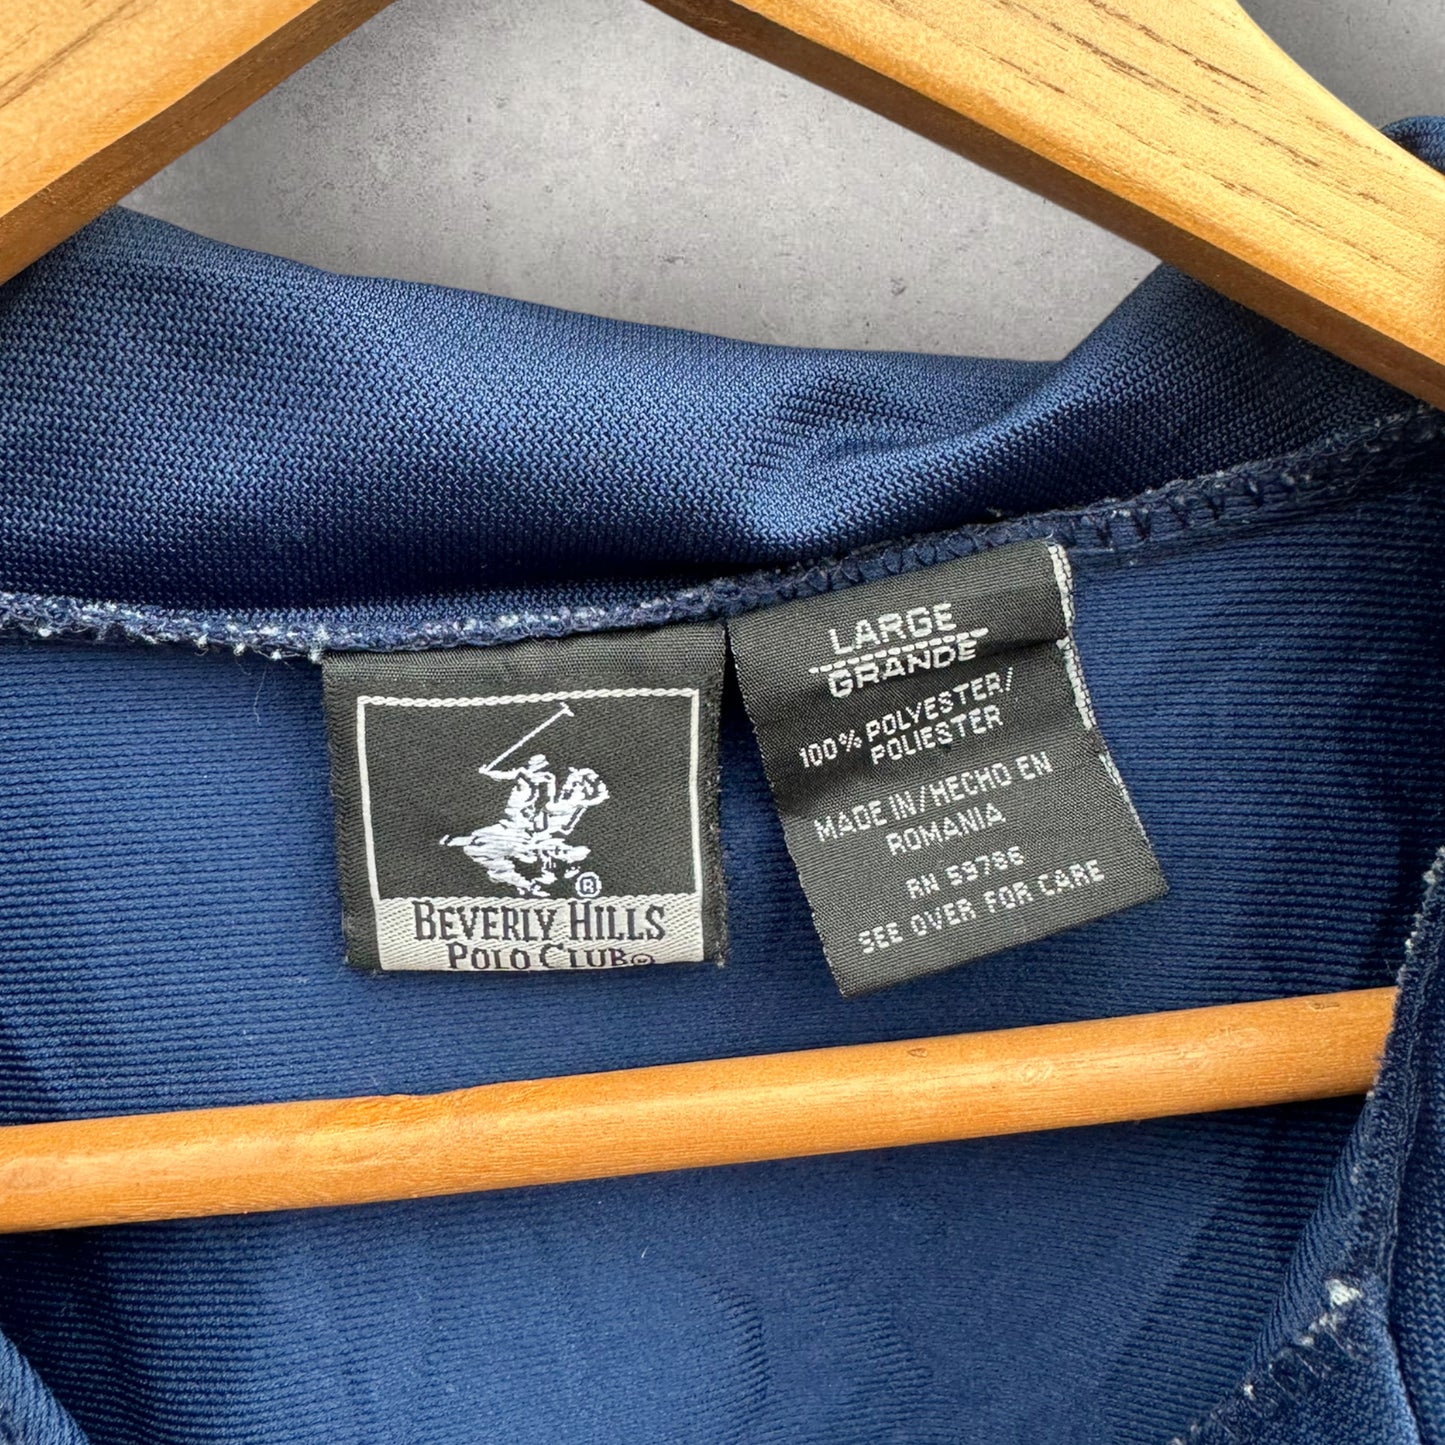 ®
BEVERLY HILLS
POLO CLUB®
LARGE
GRANDE
100% POLYESTER/
POLIESTER
MADE IN/HECHO EN
ROMANIA
RN 59786
SEE OVER FOR CARE